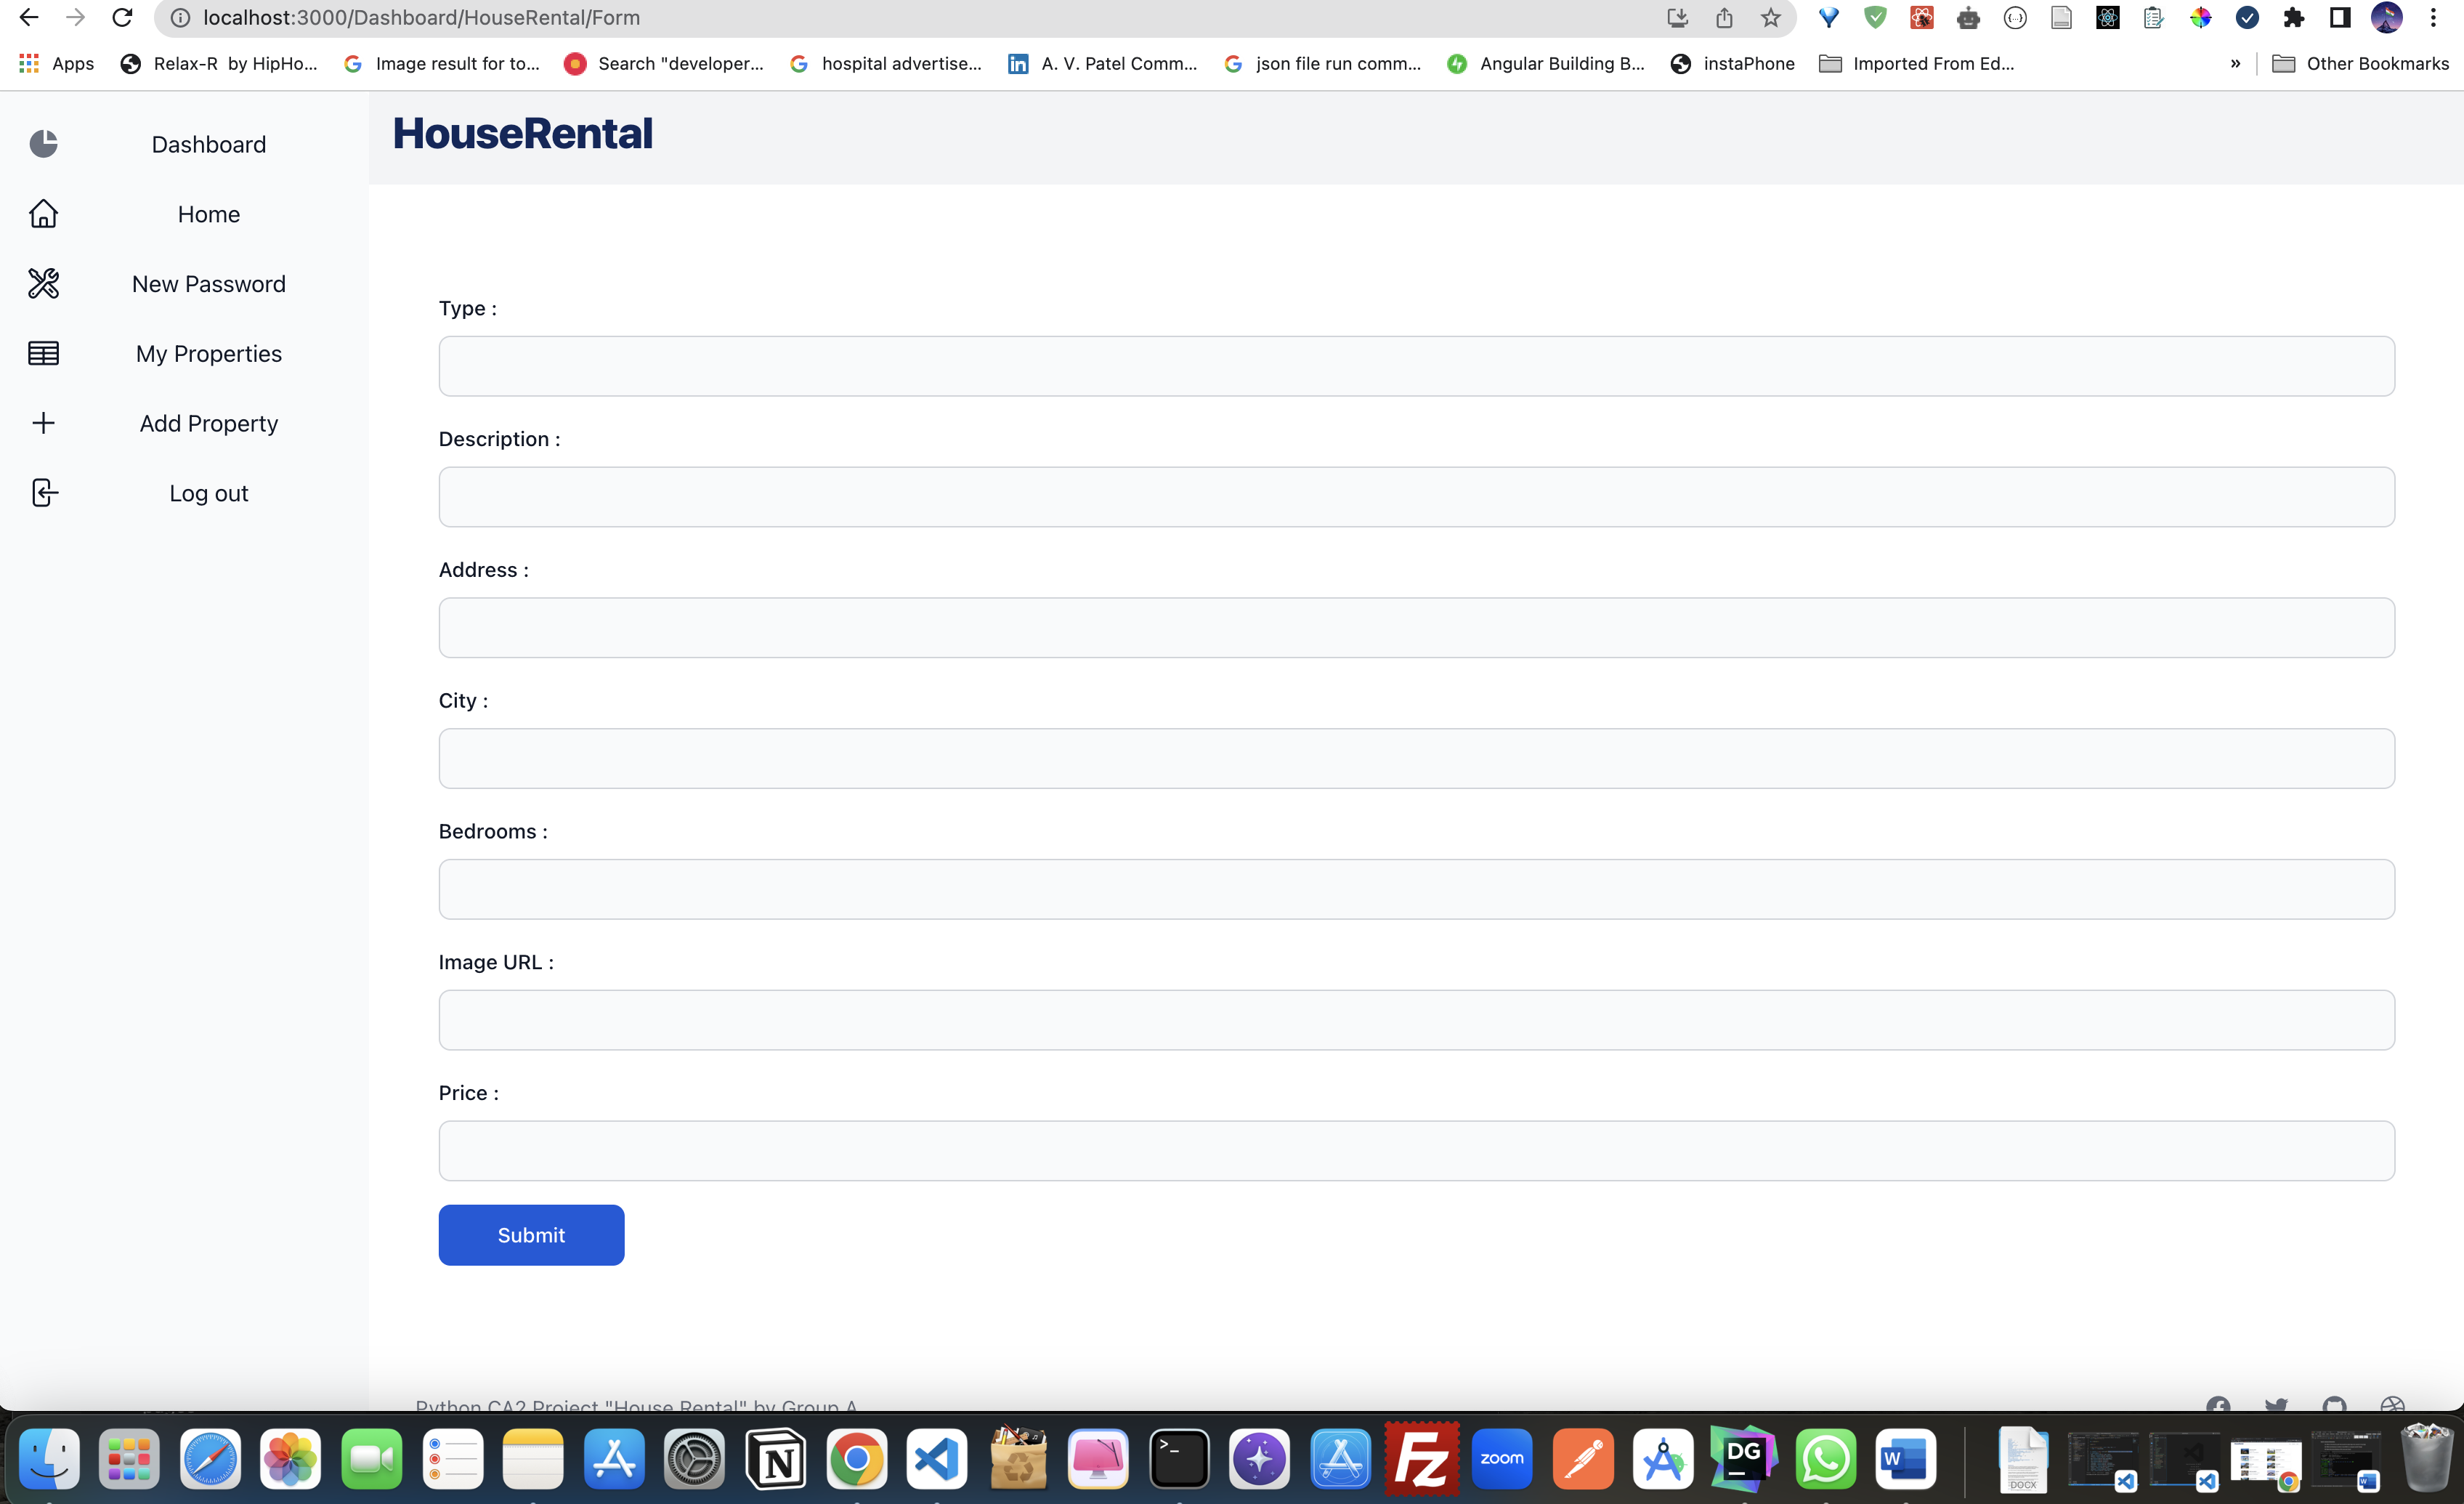 localhost:3000/Dashboard/HouseRental/Form
Apps Relax-R by HipHo... Image result for to... Search "developer... hospital advertise... A. V. Patel Comm... json file run comm... Angular Building B... instaPhone Imported From Ed... » Other Bookmarks
HouseRental
Dashboard
Home
New Password
My Properties
Add Property
Log out
Type :
Description :
Address :
City :
Bedrooms :
Image URL :
Price :
Submit
Python CA2 Project "House Rental" by Group A
zoom
DG
W
DOCX